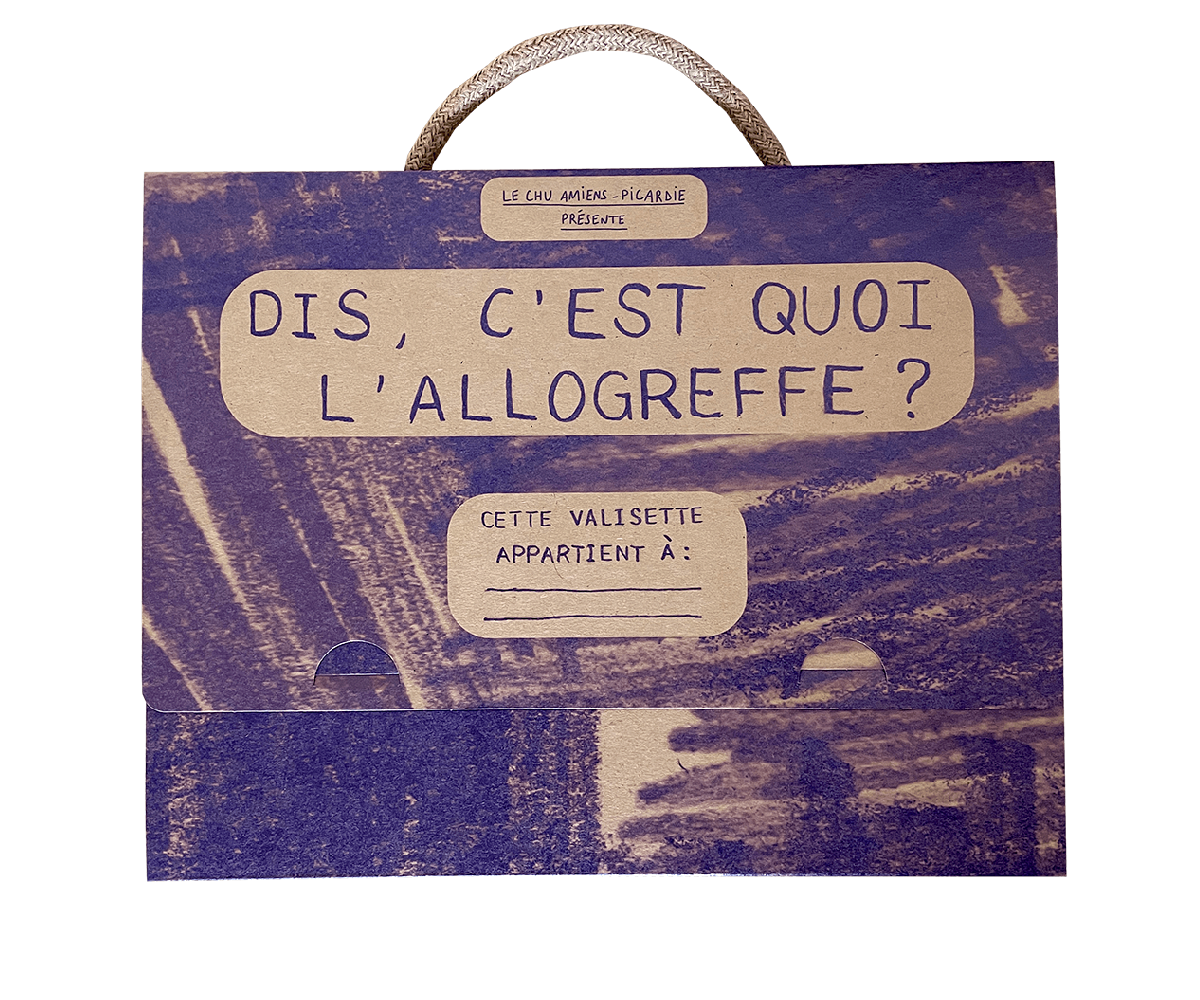 LE CHU AMIENS-PiCARDIE
PRÉSENTE
DIS, C'EST QUOI
L'ALLOGREFFE ?
CETTE VALISETTE
APPARTIENT À :